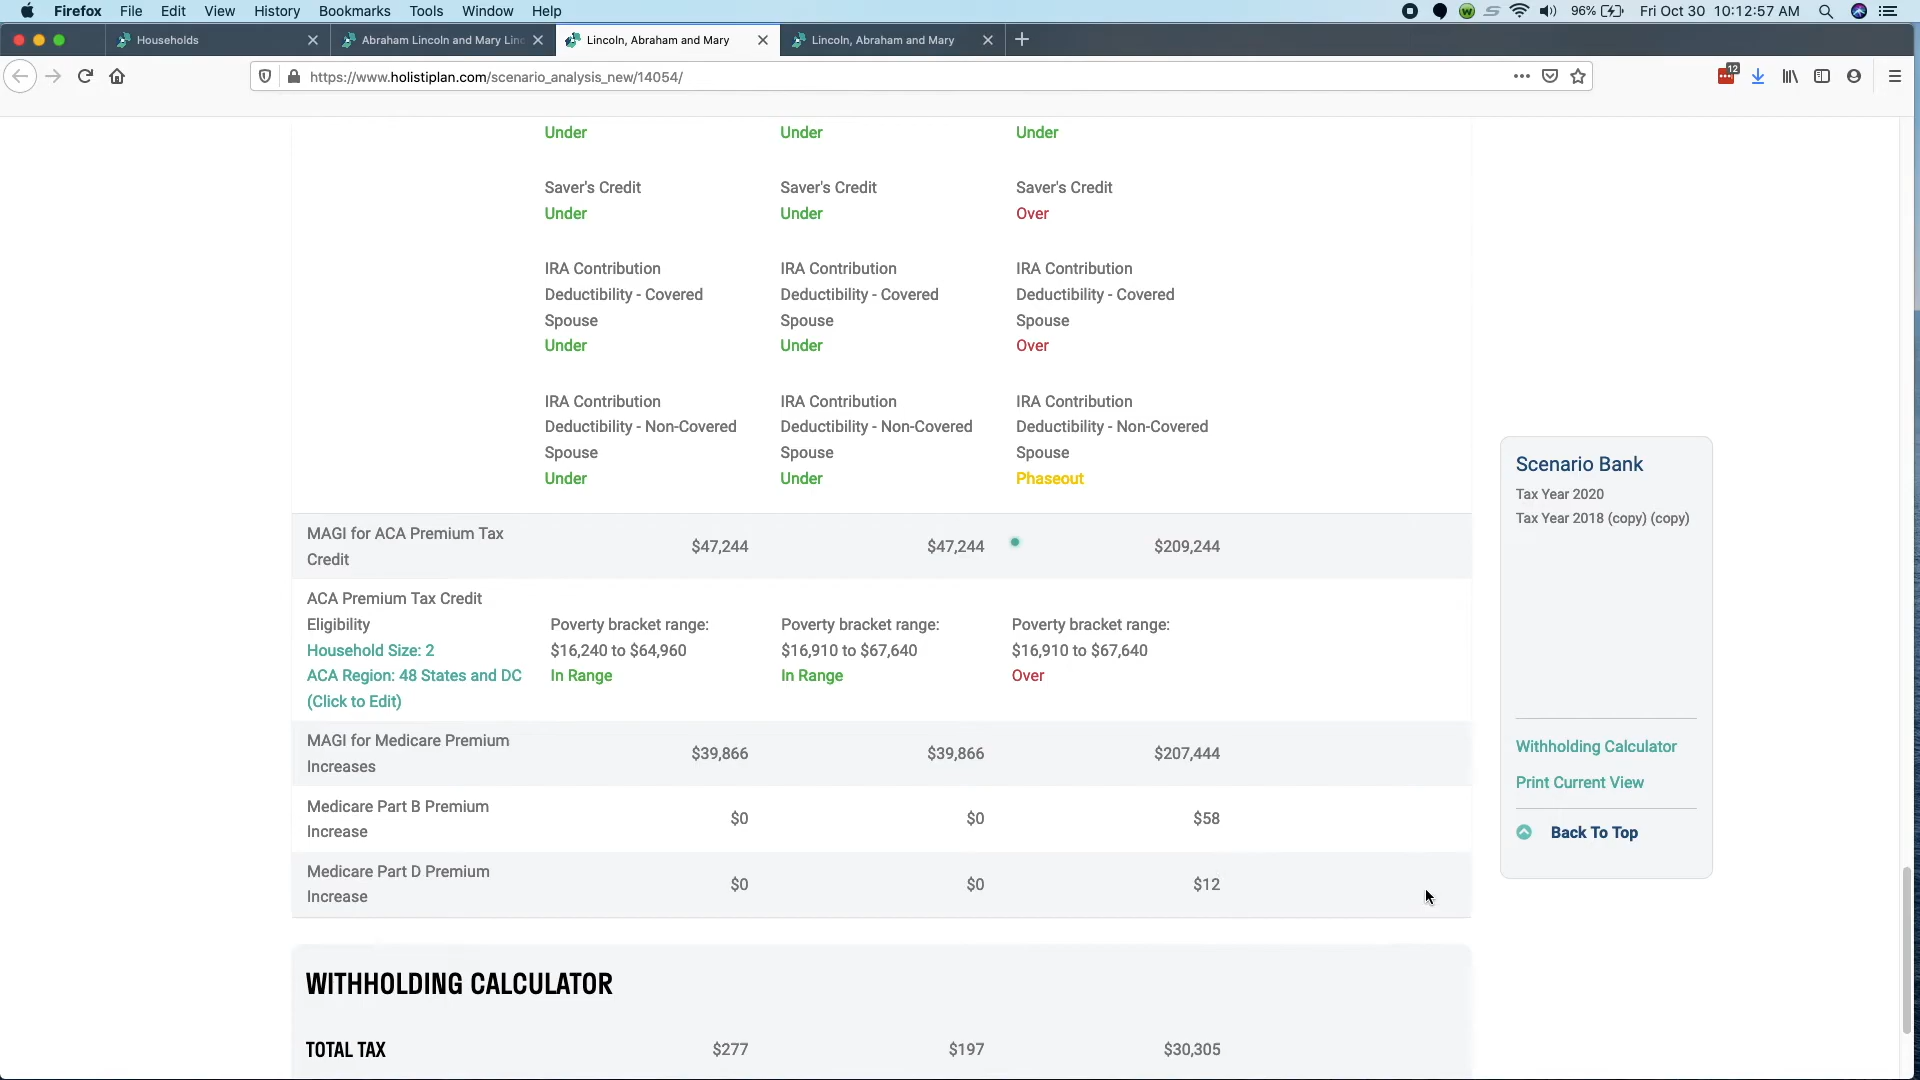 Firefox File Edit View History Bookmarks Tools Window Help 96% Fri Oct 30 10:12:57 AM
Households Abraham Lincoln and Mary Linc Lincoln, Abraham and Mary Lincoln, Abraham and Mary
https://www.holistiplan.com/scenario_analysis_new/14054/ 12
Under Under Under
Saver's Credit Saver's Credit Saver's Credit
Under Under Over
IRA Contribution IRA Contribution IRA Contribution
Deductibility - Covered Deductibility - Covered Deductibility - Covered
Spouse Spouse Spouse
Under Under Over
IRA Contribution IRA Contribution IRA Contribution
Deductibility - Non-Covered Deductibility - Non-Covered Deductibility - Non-Covered
Spouse Spouse Spouse
Under Under Phaseout
MAGI for ACA Premium Tax
Credit
$47,244 $47,244 $209,244
ACA Premium Tax Credit
Eligibility Poverty bracket range: Poverty bracket range: Poverty bracket range:
Household Size: 2 $16,240 to $64,960 $16,910 to $67,640 $16,910 to $67,640
ACA Region: 48 States and DC In Range In Range Over
(Click to Edit)
MAGI for Medicare Premium
Increases
$39,866 $39,866 $207,444
Medicare Part B Premium
Increase
$0 $0 $58
Medicare Part D Premium
Increase
$0 $0 $12
WITHHOLDING CALCULATOR
TOTAL TAX $277 $197 $30,305
Scenario Bank
Tax Year 2020
Tax Year 2018 (copy) (copy)
Withholding Calculator
Print Current View
Back To Top